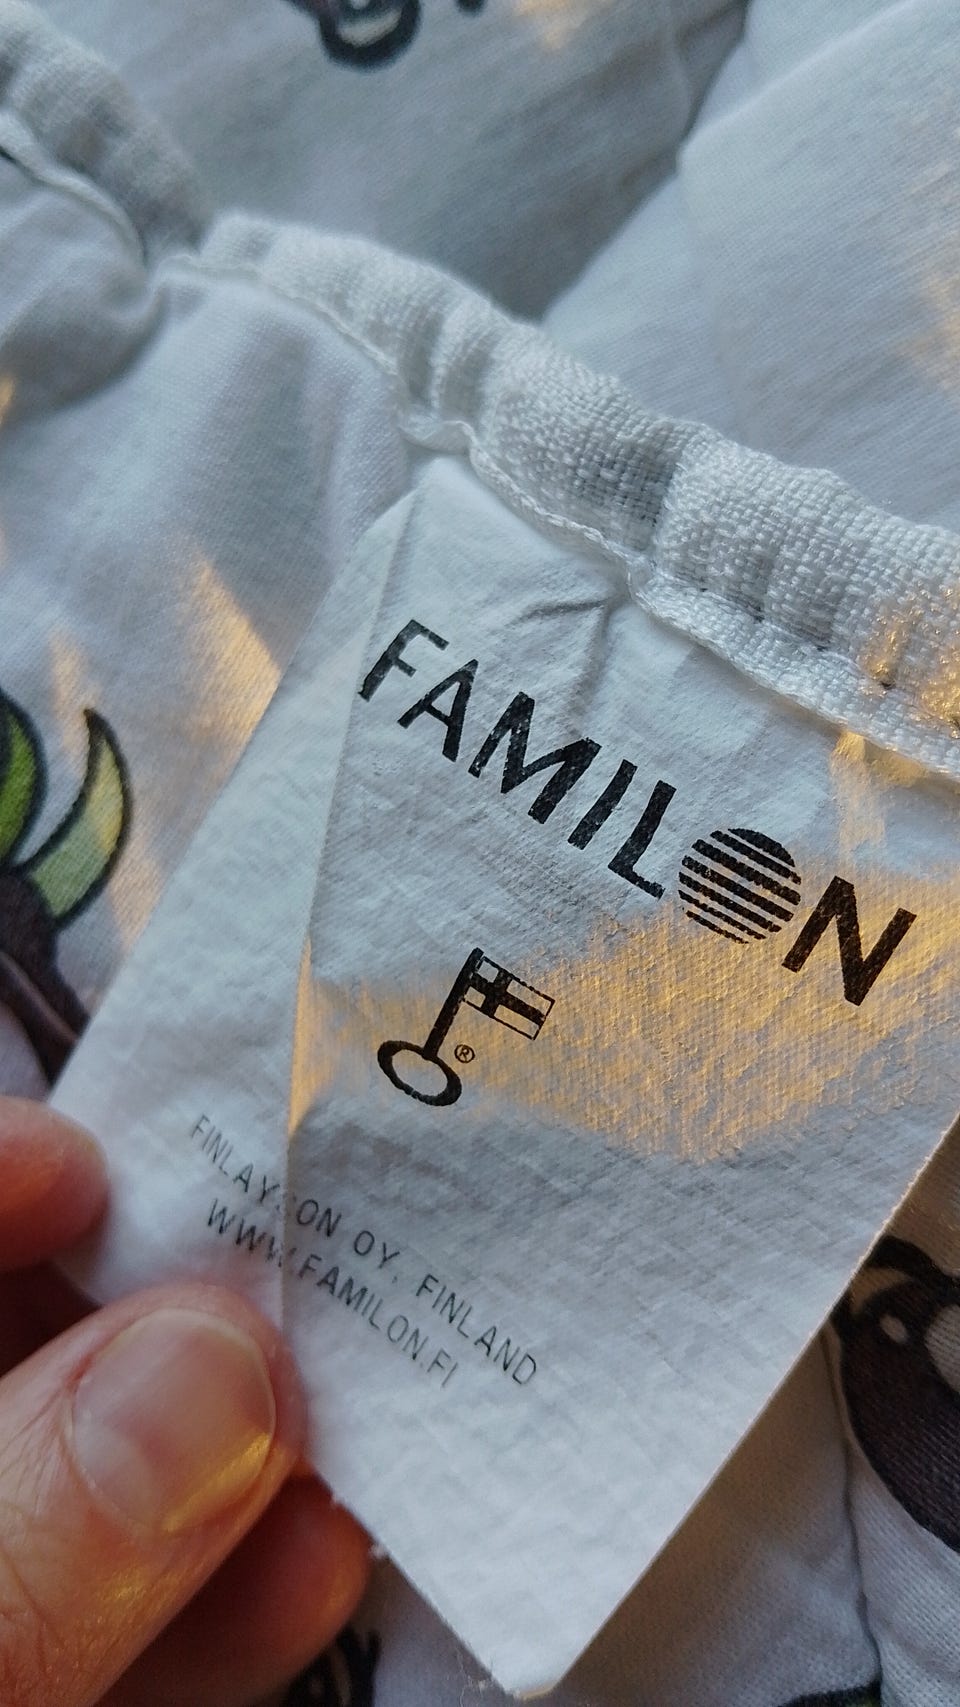 FAMILON
®
FINLAYSON OY, FINLAND
WWW.FAMILON.FI